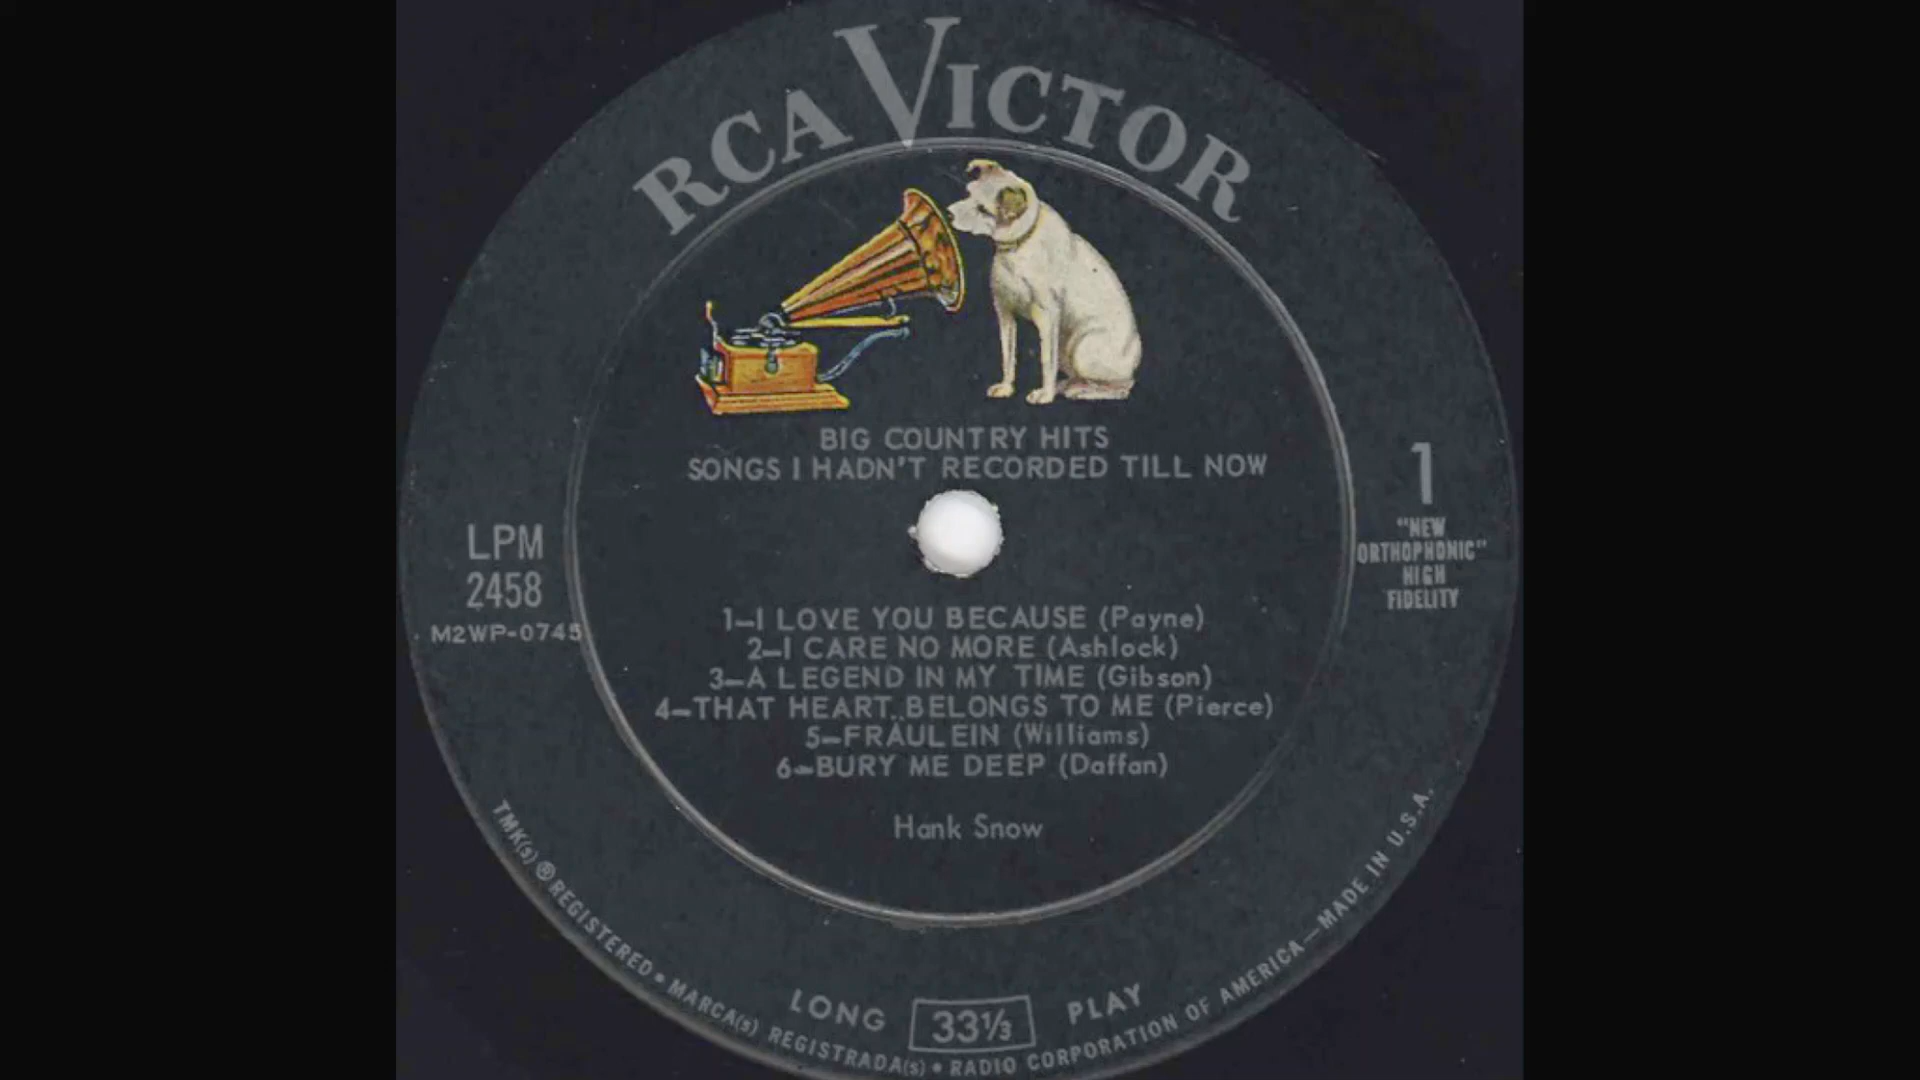 RCA VICTOR
BIG COUNTRY HITS
SONGS I HADN'T RECORDED TILL NOW
1
"NEW
ORTHOPHONIC"
HIGH
FIDELITY
LPM
2458
M2WP-0745
1-I LOVE YOU BECAUSE (Payne)
2-I CARE NO MORE (Ashlock)
3-A LEGEND IN MY TIME (Gibson)
4-THAT HEART BELONGS TO ME (Pierce)
5-FRÄULEIN (Williams)
6-BURY ME DEEP (Daffan)
Hank Snow
LONG 33⅓ PLAY
TMK(s) ® REGISTERED • MARCA(s) REGISTRADA(s) • RADIO CORPORATION OF AMERICA — MADE IN U.S.A.